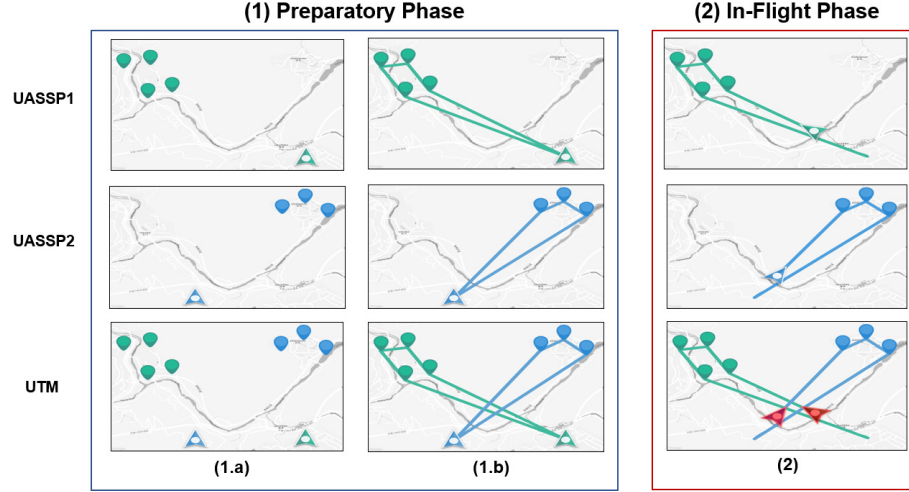 (1) Preparatory Phase
(2) In-Flight Phase
UASSP1
UASSP2
UTM
(1.a)
(1.b)
(2)